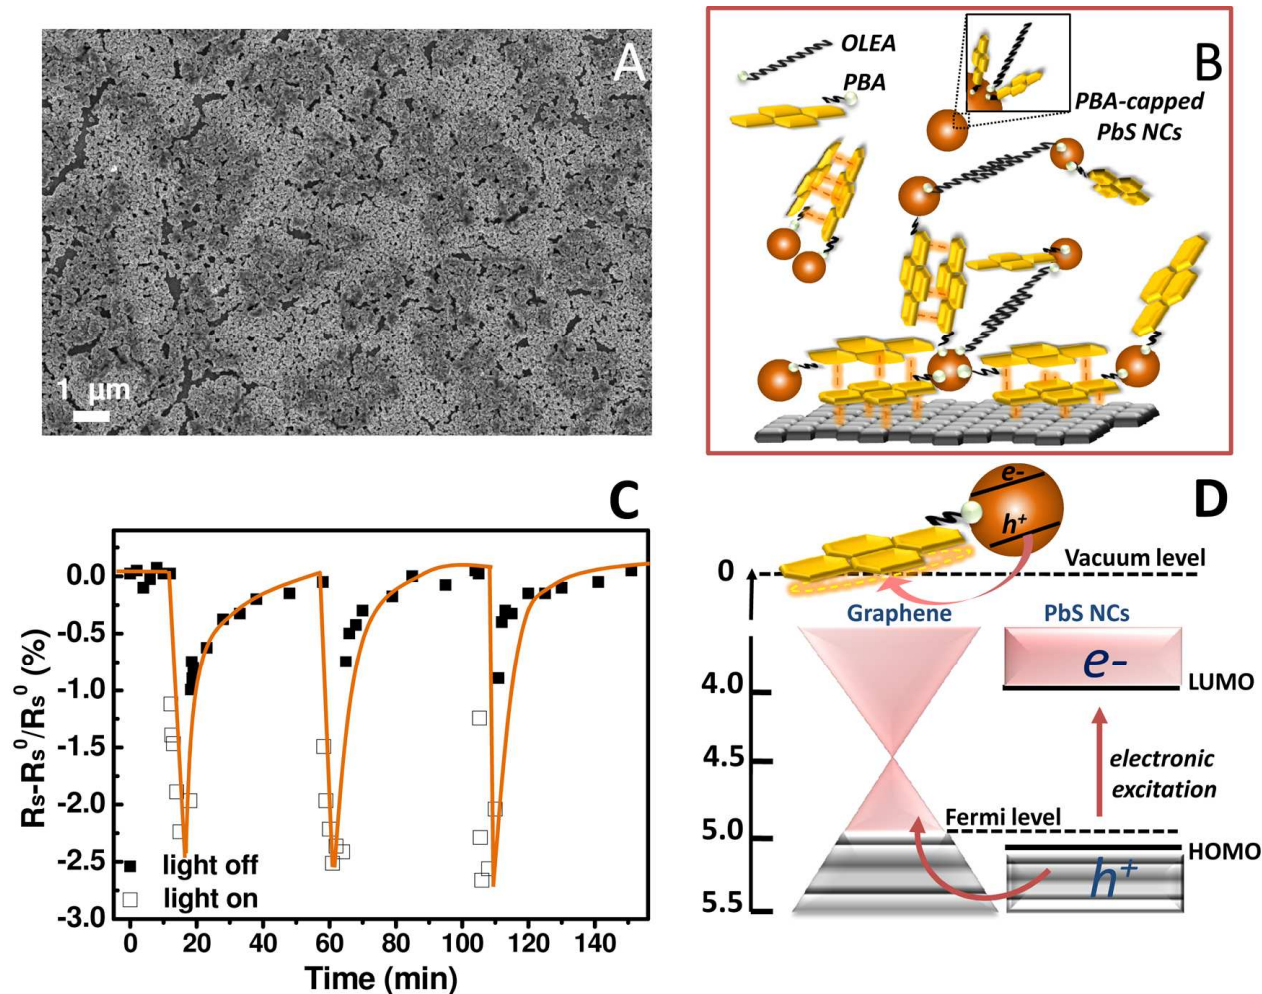 A
1 μm
B
OLEA
PBA
PBA-capped
PbS NCs
C
Rs-Rs⁰/Rs⁰ (%)
0.0
-0.5
-1.0
-1.5
-2.0
-2.5
-3.0
light off
light on
0 20 40 60 80 100 120 140
Time (min)
D
e-
h+
Vacuum level
0
Graphene
PbS NCs
e-
LUMO
4.0
4.5
electronic
excitation
Fermi level
5.0
HOMO
h+
5.5